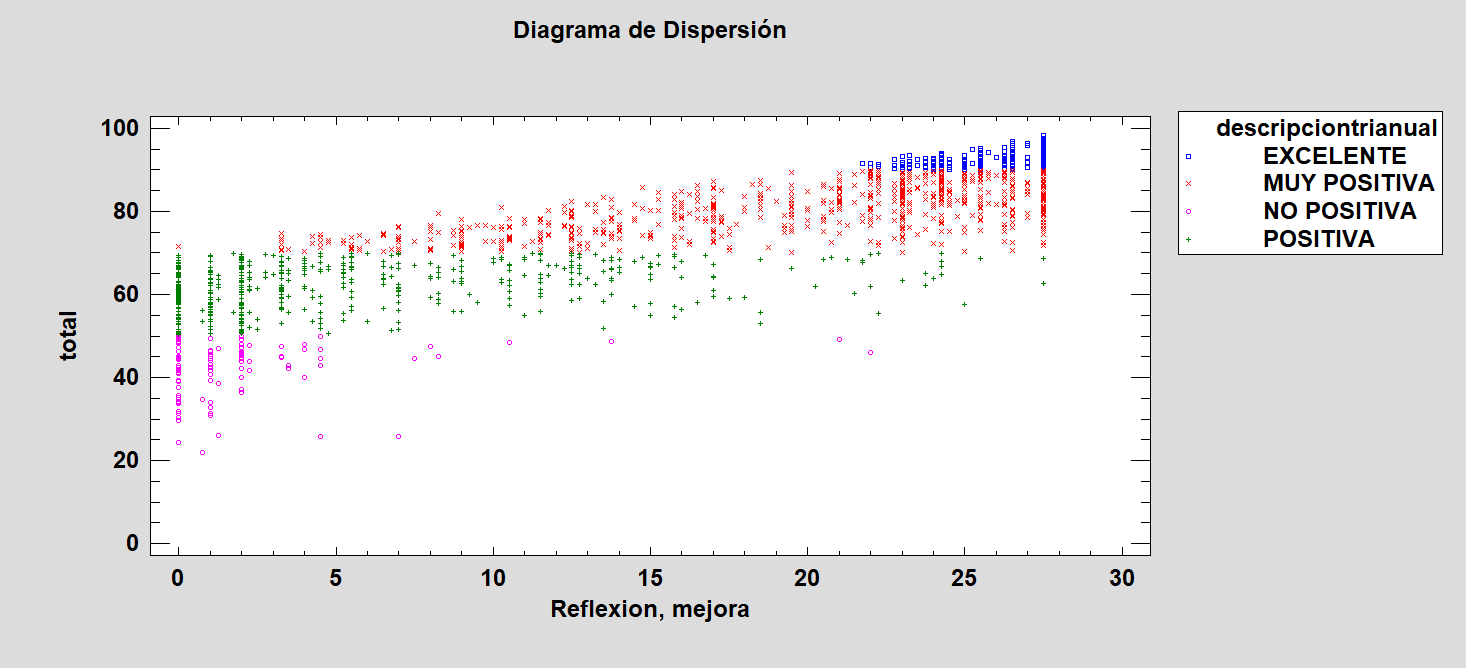 Diagrama de Dispersión
descripciontrianual
EXCELENTE
MUY POSITIVA
NO POSITIVA
POSITIVA
100
80
60
40
20
0
total
0 5 10 15 20 25 30
Reflexion, mejora